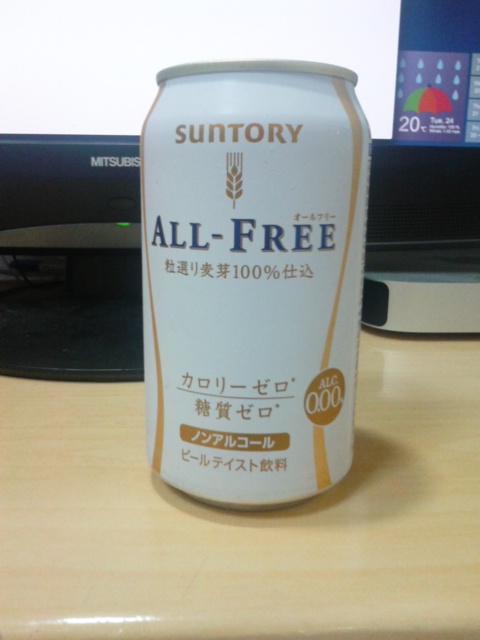 SUNTORY
オールフリー
ALL-FREE
粒選り麦芽100%仕込
カロリーゼロ*
糖質ゼロ*
ALC.
0.00%
ノンアルコール
ビールテイスト飲料
MITSUBIS
20℃
Tue, 24